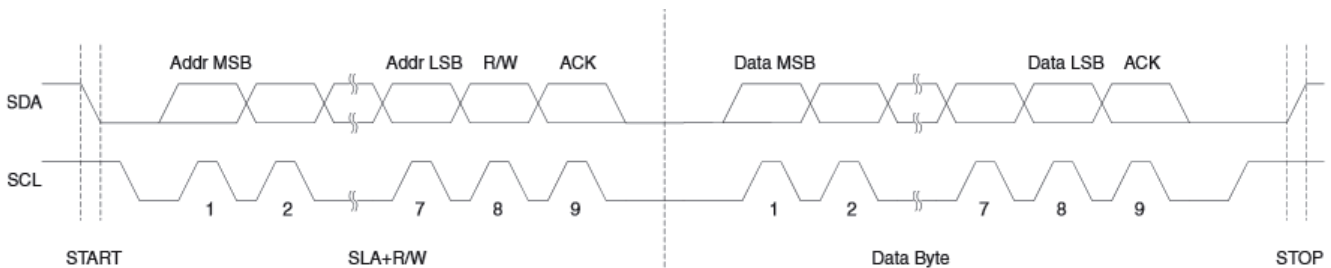 Addr MSB Addr LSB R/W ACK Data MSB Data LSB ACK
SDA
SCL
1 2 7 8 9 1 2 7 8 9
START SLA+R/W Data Byte STOP